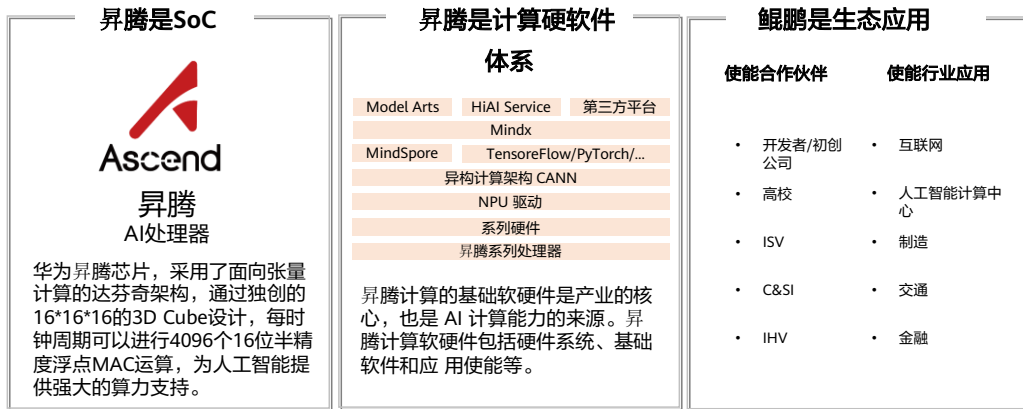 昇腾是SoC
Ascend
昇腾
AI处理器
华为昇腾芯片，采用了面向张量
计算的达芬奇架构，通过独创的
16*16*16的3D Cube设计，每时
钟周期可以进行4096个16位半精
度浮点MAC运算，为人工智能提
供强大的算力支持。
昇腾是计算硬软件
体系
Model Arts
HiAI Service
第三方平台
Mindx
MindSpore
TensoreFlow/PyTorch/...
异构计算架构 CANN
NPU 驱动
系列硬件
昇腾系列处理器
昇腾计算的基础软硬件是产业的核
心，也是 AI 计算能力的来源。昇
腾计算软硬件包括硬件系统、基础
软件和应 用使能等。
鲲鹏是生态应用
使能合作伙伴
• 开发者/初创
公司
• 高校
• ISV
• C&SI
• IHV
使能行业应用
• 互联网
• 人工智能计算中
心
• 制造
• 交通
• 金融